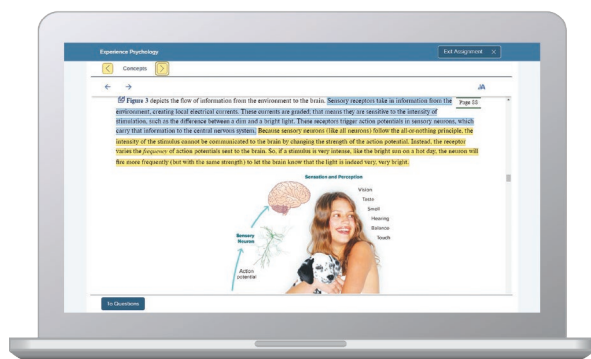 Experience Psychology
Exit Assignment ×
< Concepts >
← →
AA
Figure 3 depicts the flow of information from the environment to the brain. Sensory receptors take in information from the
Page 88
environment, creating local electrical currents. These currents are graded; that means they are sensitive to the intensity of
stimulation, such as the difference between a dim and a bright light. These receptors trigger action potentials in sensory neurons, which
carry that information to the central nervous system. Because sensory neurons (like all neurons) follow the all-or-nothing principle, the
intensity of the stimulus cannot be communicated to the brain by changing the strength of the action potential. Instead, the receptor
varies the frequency of action potentials sent to the brain. So, if a stimulus is very intense, like the bright sun on a hot day, the neuron will
fire more frequently (but with the same strength) to let the brain know that the light is indeed very, very bright.
Sensation and Perception
Vision
Taste
Smell
Hearing
Balance
Touch
Sensory
Neuron
Action
potential
To Questions